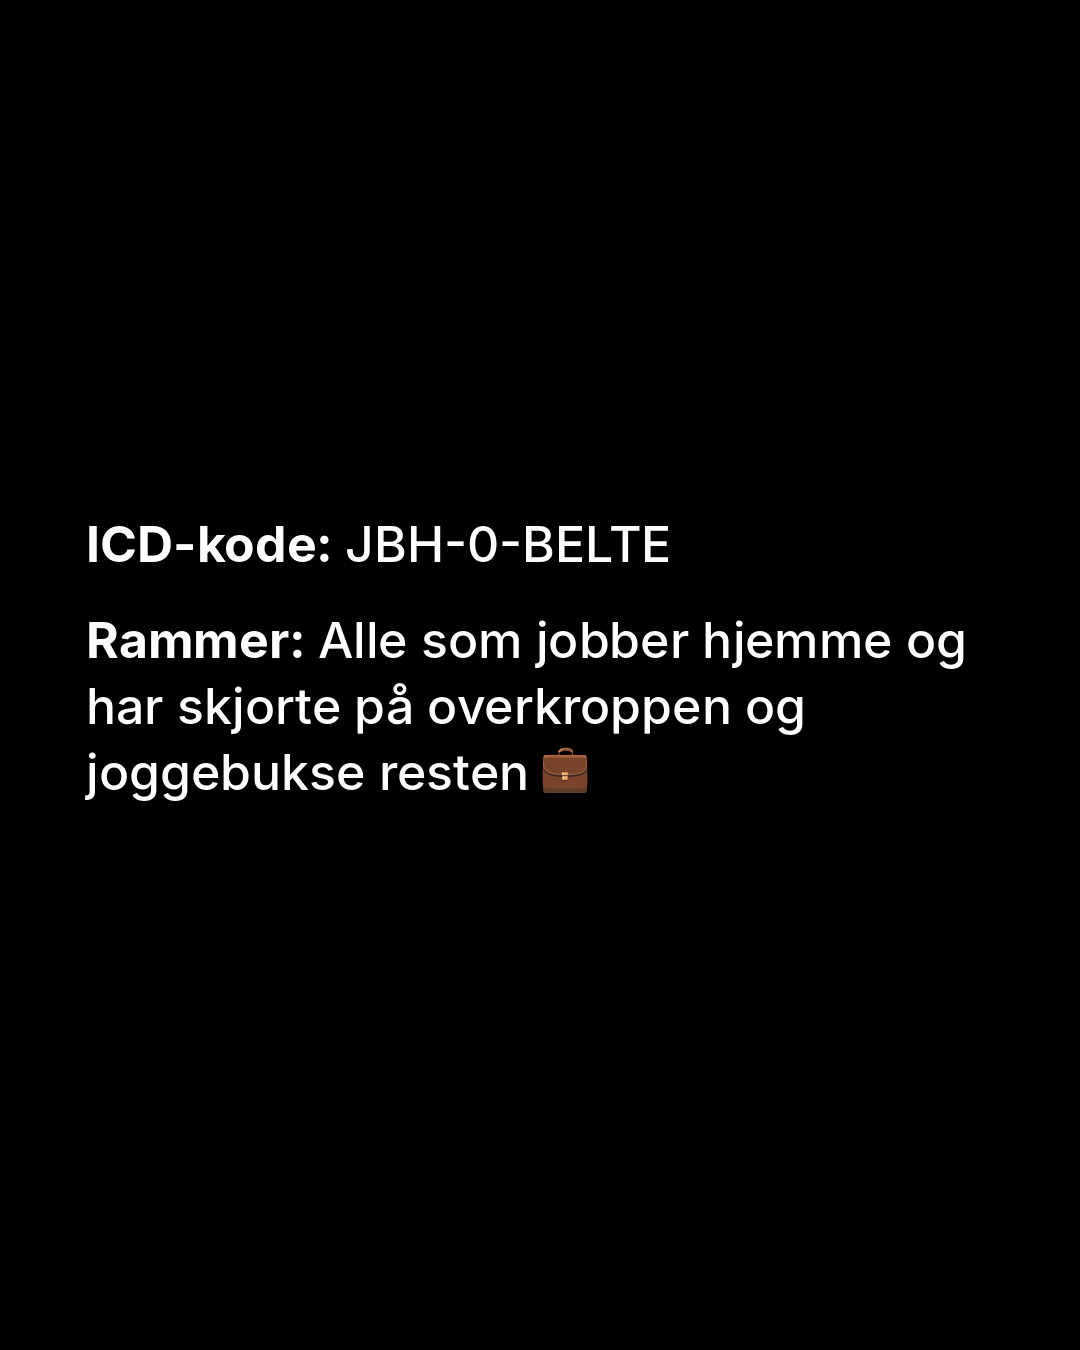 ICD-kode: JBH-0-BELTE
Rammer: Alle som jobber hjemme og
har skjorte på overkroppen og
joggebukse resten 💼